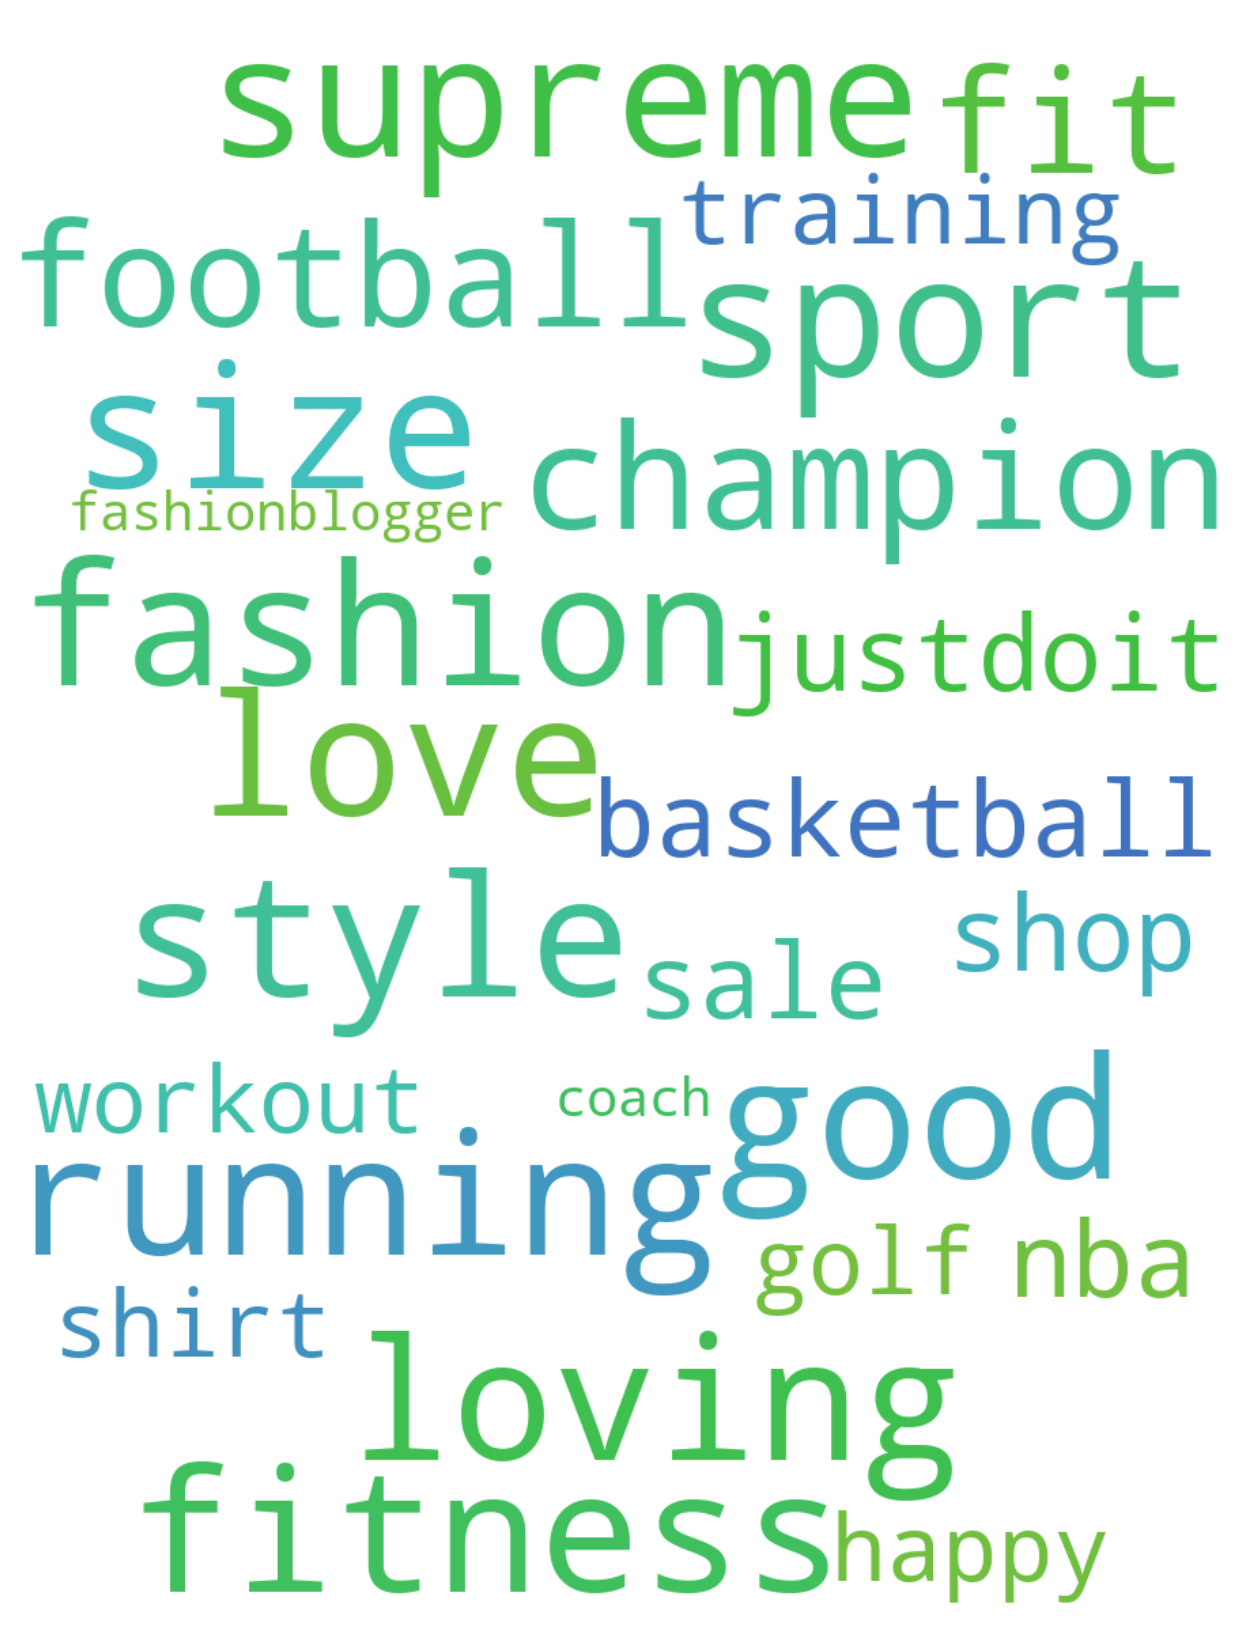 supreme fit
training
football
sport
size
champion
fashionblogger
fashion
justdoit
love
basketball
style
shop
sale
workout
coach
good
running
golf nba
shirt
loving
fitness
happy